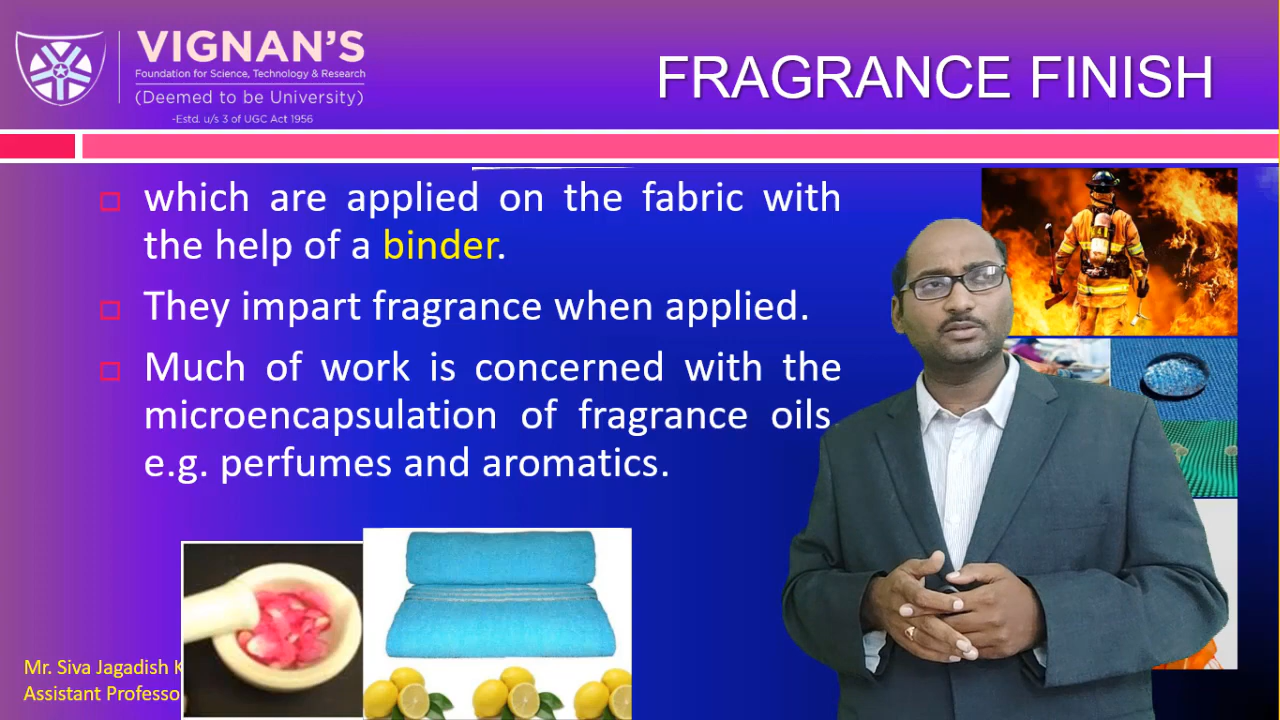 VIGNAN'S
Foundation for Science, Technology & Research
(Deemed to be University)
-Estd. u/s 3 of UGC Act 1956
FRAGRANCE FINISH
which are applied on the fabric with
the help of a binder.
They impart fragrance when applied.
Much of work is concerned with the
microencapsulation of fragrance oils,
e.g. perfumes and aromatics.
Mr. Siva Jagadish K
Assistant Professo